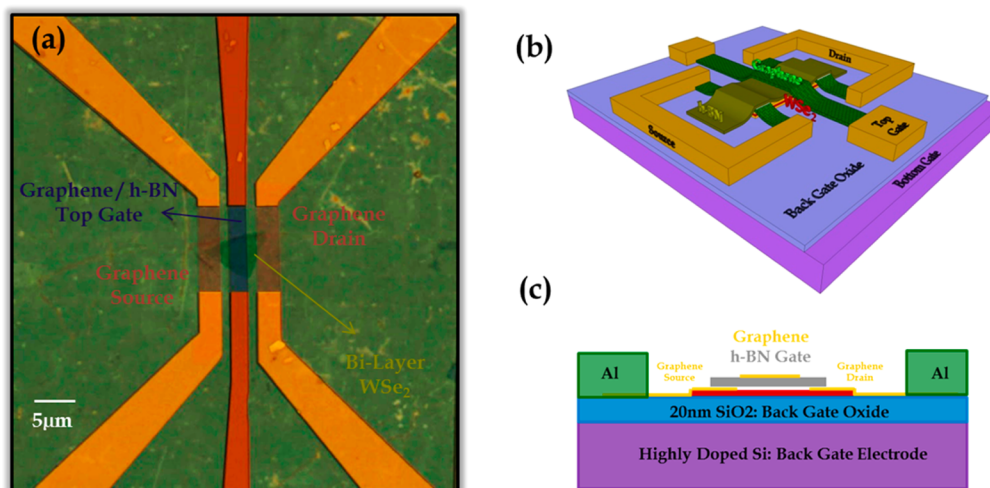 (a)
Graphene/h-BN
Top Gate
Graphene
Drain
Graphene
Source
Bi-Layer
WSe2
5µm
(b)
Drain
Graphene
h-BN
WSe2
Source
Top
Gate
Back Gate Oxide
Bottom Gate
(c)
Graphene
h-BN Gate
Graphene
Source
Graphene
Drain
Al
Al
20nm SiO2: Back Gate Oxide
Highly Doped Si: Back Gate Electrode